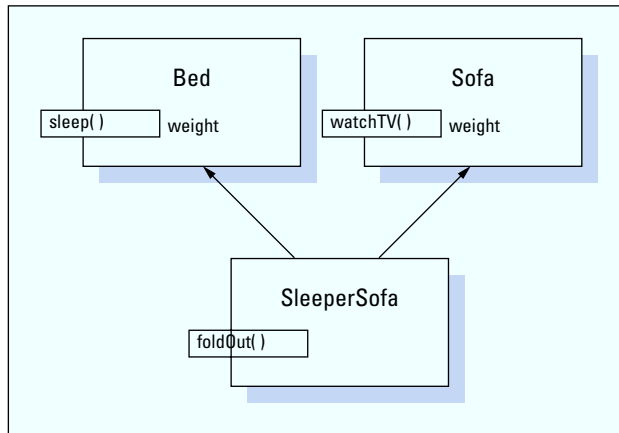 Bed
sleep( )
weight
Sofa
watchTV( )
weight
SleeperSofa
foldOut( )